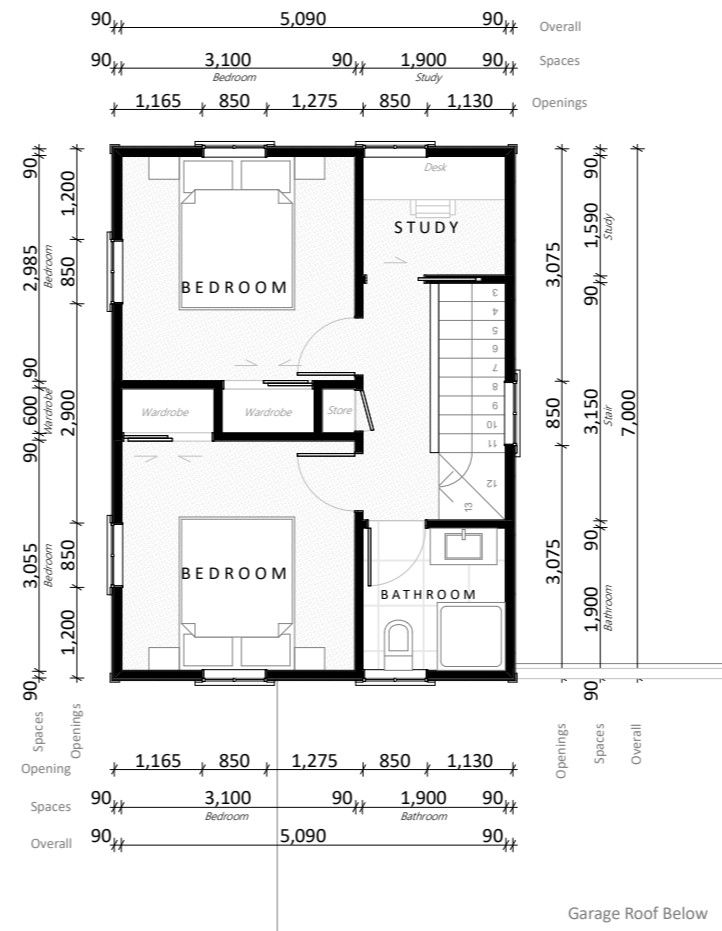 90 5,090 90 Overall
90 3,100 90 1,900 90 Spaces
Bedroom Study
1,165 850 1,275 850 1,130 Openings
90 2,985 Bedroom 90 600 Wardrobe 90 3,055 Bedroom 90 Spaces
1,200 850 2,900 850 1,200 Openings
Desk
STUDY
BEDROOM
3
4
5
6
7
8
9
10
11
12
13
Wardrobe Wardrobe Store
BEDROOM
BATHROOM
3,075 850 3,075 Openings
90 1,590 Study 90 3,150 Stair 90 1,900 Bathroom 90 Spaces
7,000 Overall
Opening 1,165 850 1,275 850 1,130
Spaces 90 3,100 90 1,900 90
Bedroom Bathroom
Overall 90 5,090 90
Garage Roof Below